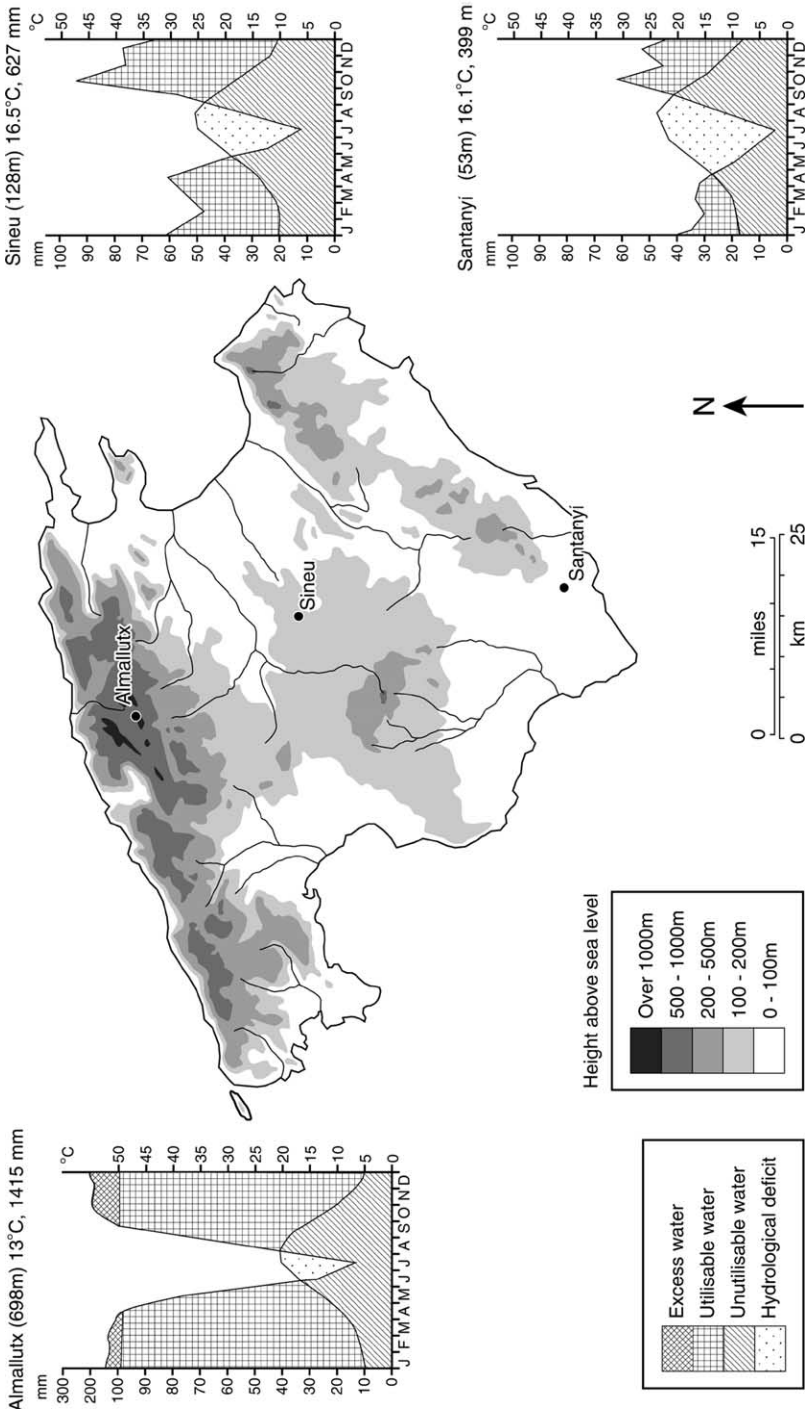 Almallutx (698m) 13°C, 1415 mm
mm
°C
300
200
100
90
80
70
60
50
40
30
20
10
0
50
45
40
35
30
25
20
15
10
5
0
J F M A M J J A S O N D
Sineu (128m) 16.5°C, 627 mm
mm
°C
100
90
80
70
60
50
40
30
20
10
0
50
45
40
35
30
25
20
15
10
5
0
J F M A M J J A S O N D
Almallutx
Sineu
Santanyí
Excess water
Utilisable water
Unutilisable water
Hydrological deficit
Height above sea level
Over 1000m
500 - 1000m
200 - 500m
100 - 200m
0 - 100m
0 miles 15
0 km 25
N
Santanyí (53m) 16.1°C, 399 m
mm
°C
100
90
80
70
60
50
40
30
20
10
0
50
45
40
35
30
25
20
15
10
5
0
J F M A M J J A S O N D